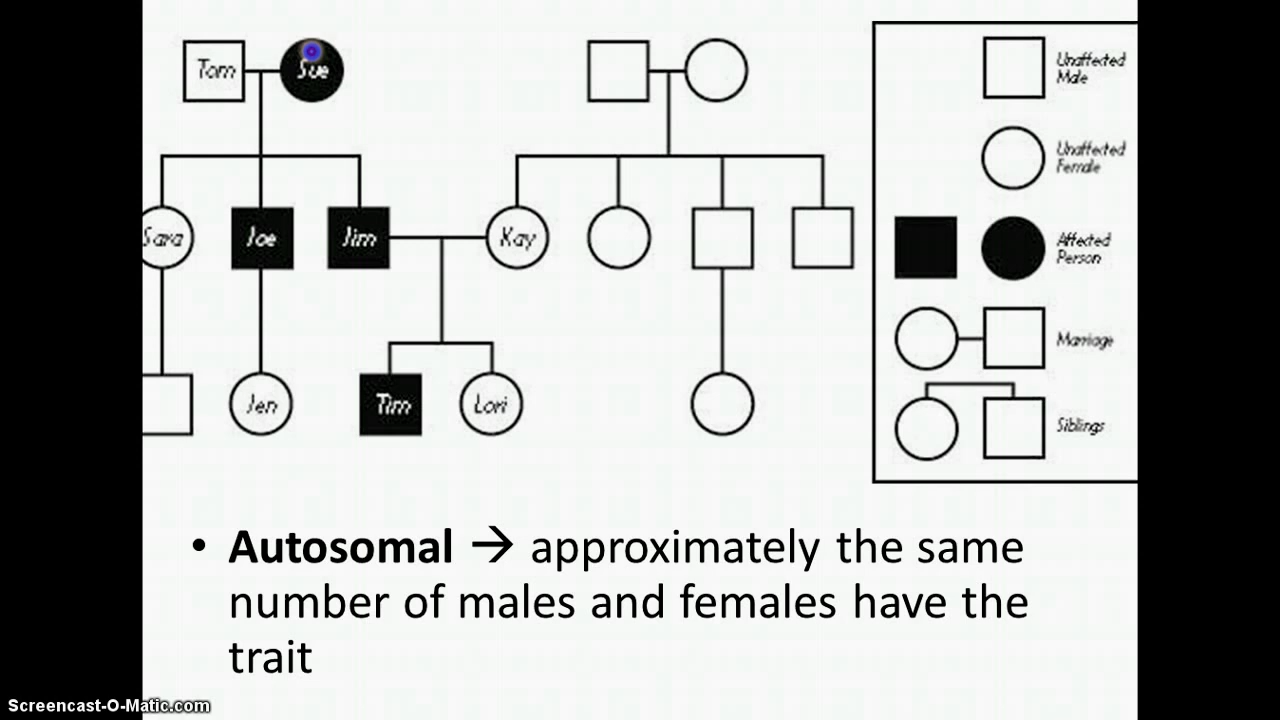 Tom
Sue
Unaffected
Male
Unaffected
Female
Sara
Joe
Jim
Kay
Affected
Person
Marriage
Jen
Tim
Lori
Siblings
• Autosomal → approximately the same
number of males and females have the
trait
Screencast-O-Matic.com